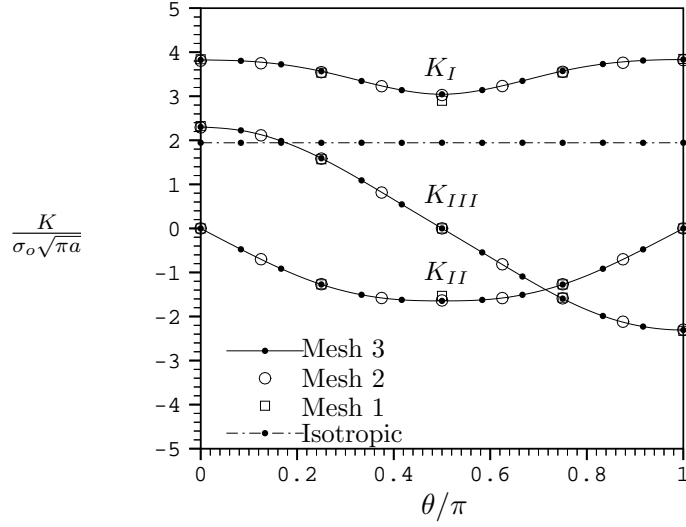 5
4
K_I
3
2
1
K_III
K/σ_o√πa
0
-1
K_II
-2
-3
Mesh 3
Mesh 2
-4
Mesh 1
Isotropic
-5
0 0.2 0.4 0.6 0.8 1
θ/π